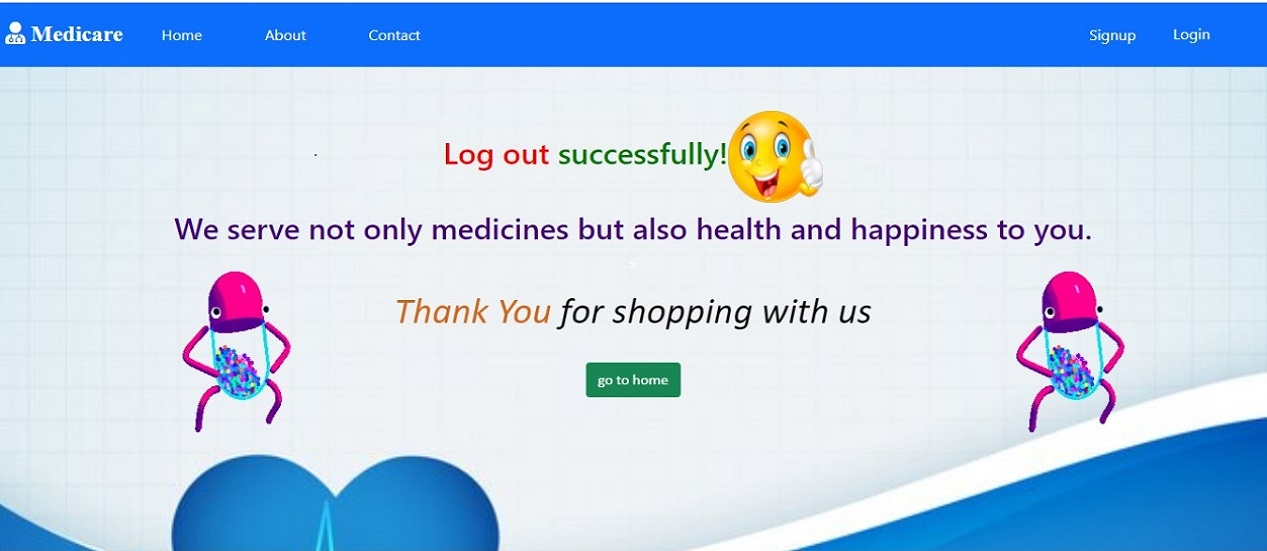 Medicare Home About Contact Signup Login
Log out successfully!
We serve not only medicines but also health and happiness to you.
>
Thank You for shopping with us
go to home